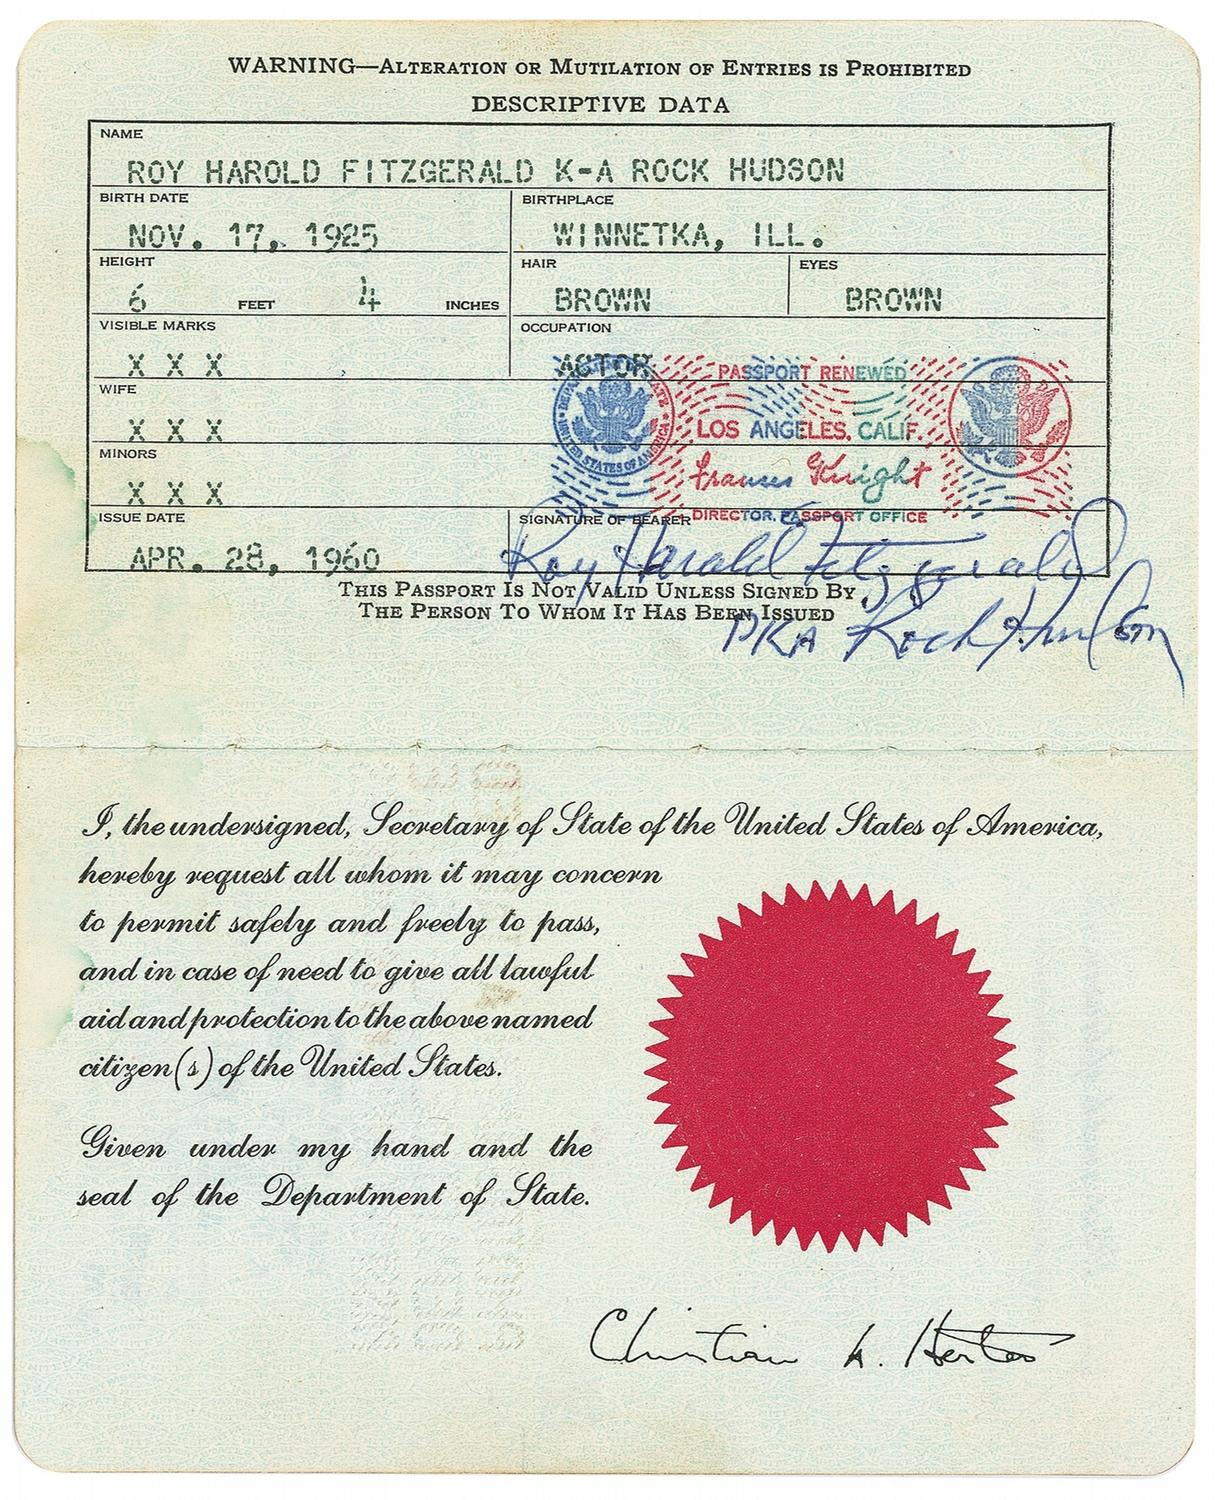 WARNING—ALTERATION OR MUTILATION OF ENTRIES IS PROHIBITED
DESCRIPTIVE DATA
NAME
ROY HAROLD FITZGERALD K-A ROCK HUDSON
BIRTH DATE
NOV. 17, 1925
BIRTHPLACE
WINNETKA, ILL.
HEIGHT
6 FEET 4 INCHES
HAIR
BROWN
EYES
BROWN
VISIBLE MARKS
X X X
OCCUPATION
ACTOR
WIFE
X X X
MINORS
X X X
PASSPORT RENEWED
LOS ANGELES, CALIF.
Frances Knight
DIRECTOR, PASSPORT OFFICE
DEPARTMENT OF STATE
UNITED STATES OF AMERICA
ISSUE DATE
APR. 28, 1960
SIGNATURE OF BEARER
Roy Harold Fitzgerald
PKA Rock Hudson
THIS PASSPORT IS NOT VALID UNLESS SIGNED BY
THE PERSON TO WHOM IT HAS BEEN ISSUED
I, the undersigned, Secretary of State of the United States of America,
hereby request all whom it may concern
to permit safely and freely to pass,
and in case of need to give all lawful
aid and protection to the above named
citizen(s) of the United States.
Given under my hand and the
seal of the Department of State.
Christian A. Herter